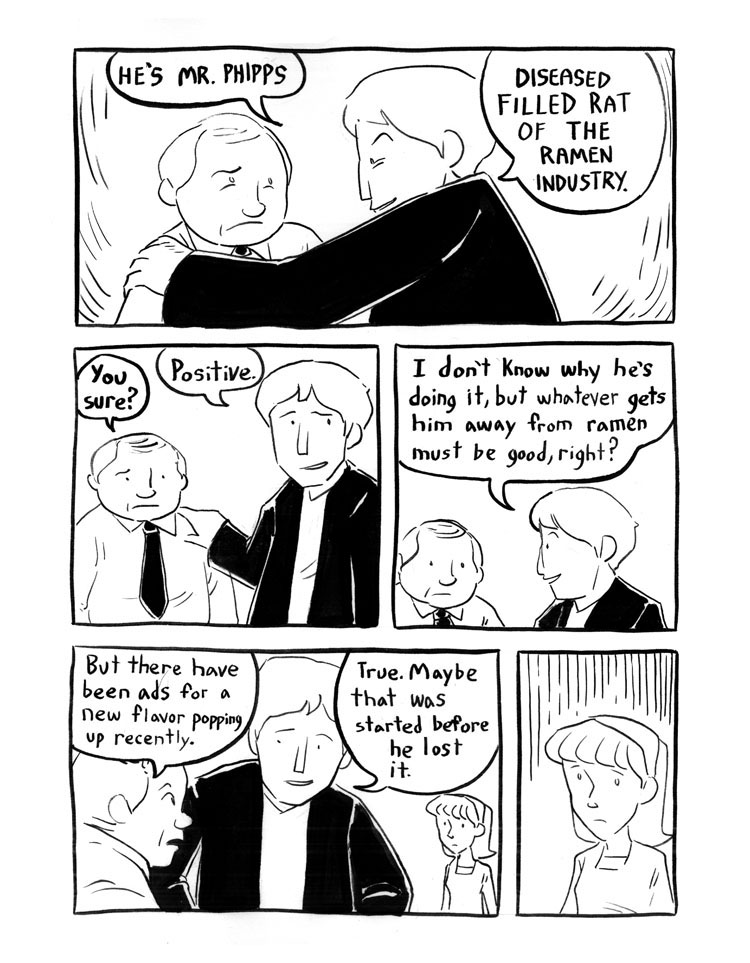 HE'S MR. PHIPPS
DISEASED
FILLED RAT
OF THE
RAMEN
INDUSTRY.
You
sure?
Positive.
I don't know why he's
doing it, but whatever gets
him away from ramen
must be good, right?
But there have
been ads for a
new flavor popping
up recently.
True. Maybe
that was
started before
he lost
it.